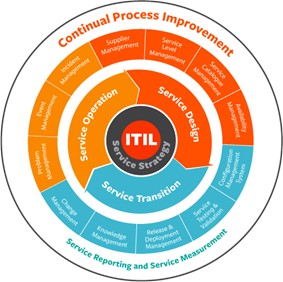 Continual Process Improvement
Supplier
Management
Service
Level
Management
Service
Catalogue
Management
Availability
Management
Configuration
Management
System
Service
Testing &
Validation
Release &
Deployment
Management
Knowledge
Management
Change
Management
Problem
Management
Event
Management
Incident
Management
Service Operation
Service Design
Service Transition
ITIL
Service Strategy
Service Reporting and Service Measurement